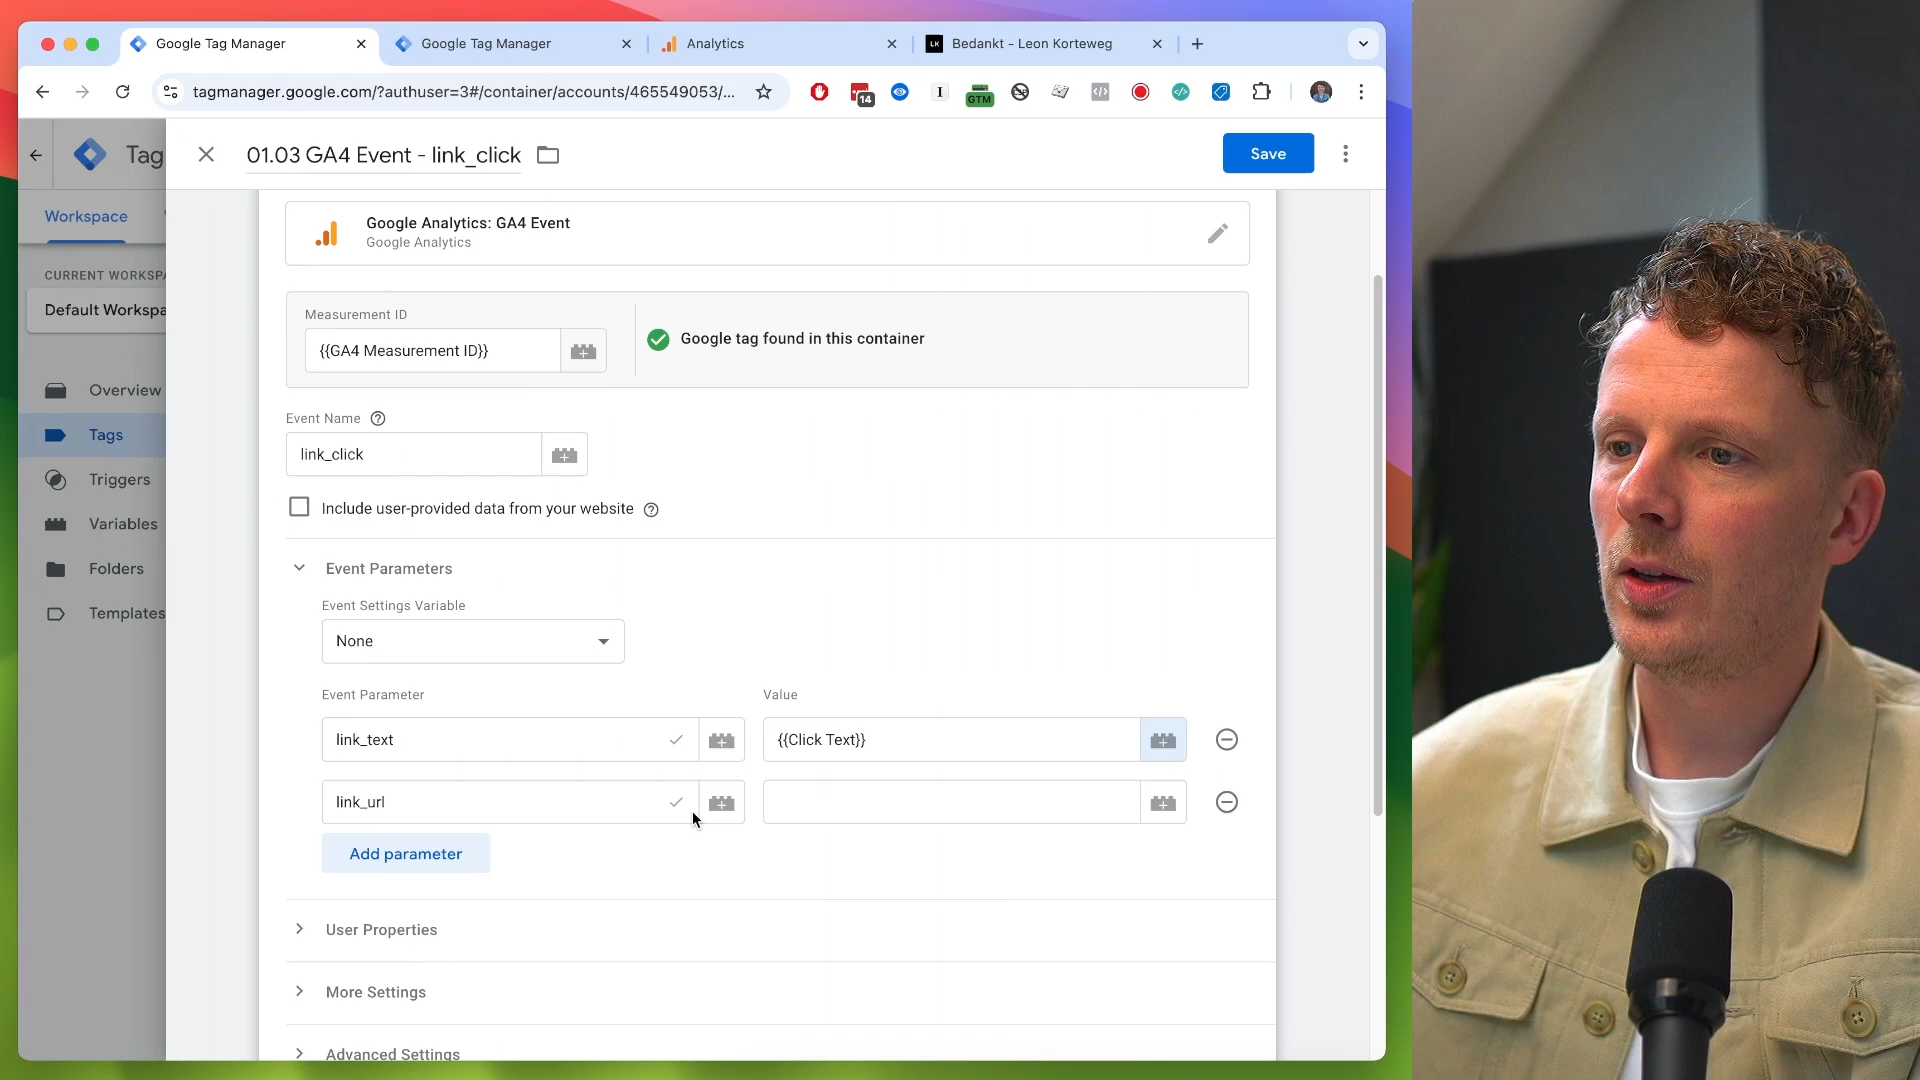 Google Tag Manager
Google Tag Manager
Analytics
LK
Bedankt - Leon Korteweg
tagmanager.google.com/?authuser=3#/container/accounts/465549053/...
14
GTM
Tag
01.03 GA4 Event - link_click
Save
Workspace
CURRENT WORKSPA
Default Workspa
Overview
Tags
Triggers
Variables
Folders
Templates
Google Analytics: GA4 Event
Google Analytics
Measurement ID
{{GA4 Measurement ID}}
Google tag found in this container
Event Name
link_click
Include user-provided data from your website
Event Parameters
Event Settings Variable
None
Event Parameter
Value
link_text
{{Click Text}}
link_url
Add parameter
User Properties
More Settings
Advanced Settings